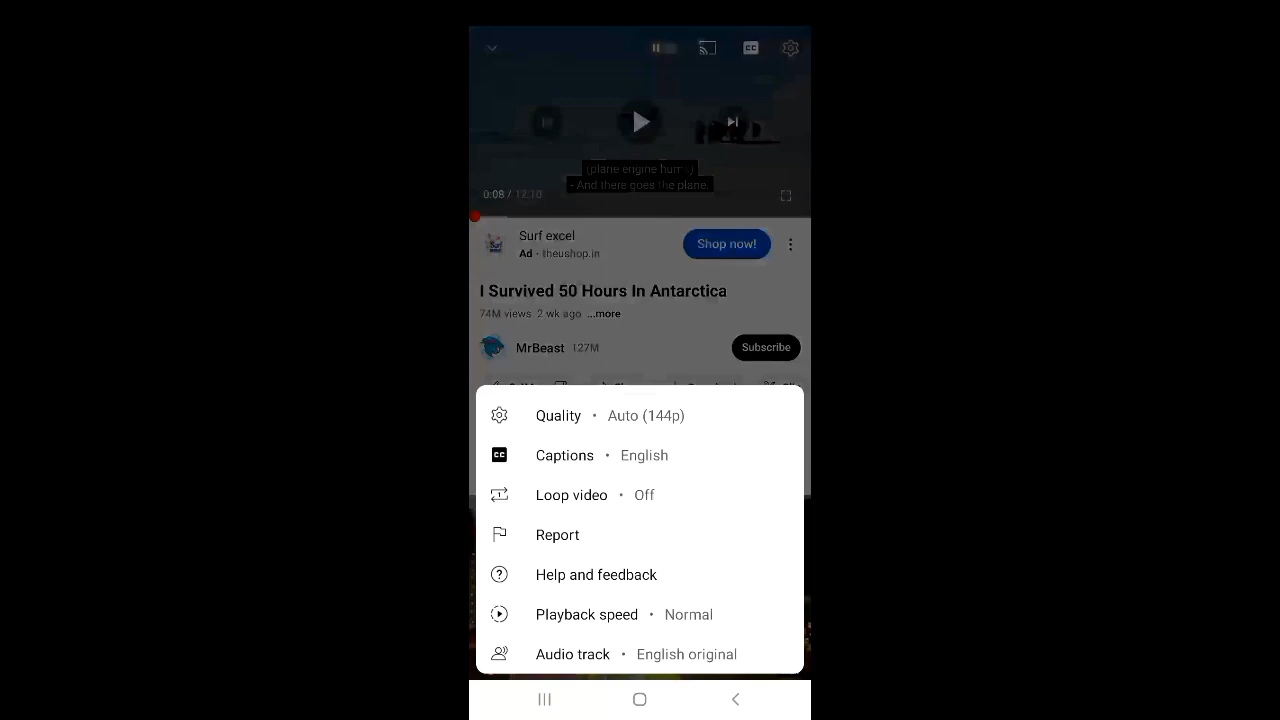 (plane engine hums)
- And there goes the plane.
0:08 / 12:10
Surf excel
Ad · theushop.in
Shop now!
I Survived 50 Hours In Antarctica
74M views 2 wk ago ...more
MrBeast 127M
Subscribe
Quality · Auto (144p)
CC Captions · English
Loop video · Off
Report
Help and feedback
Playback speed · Normal
Audio track · English original